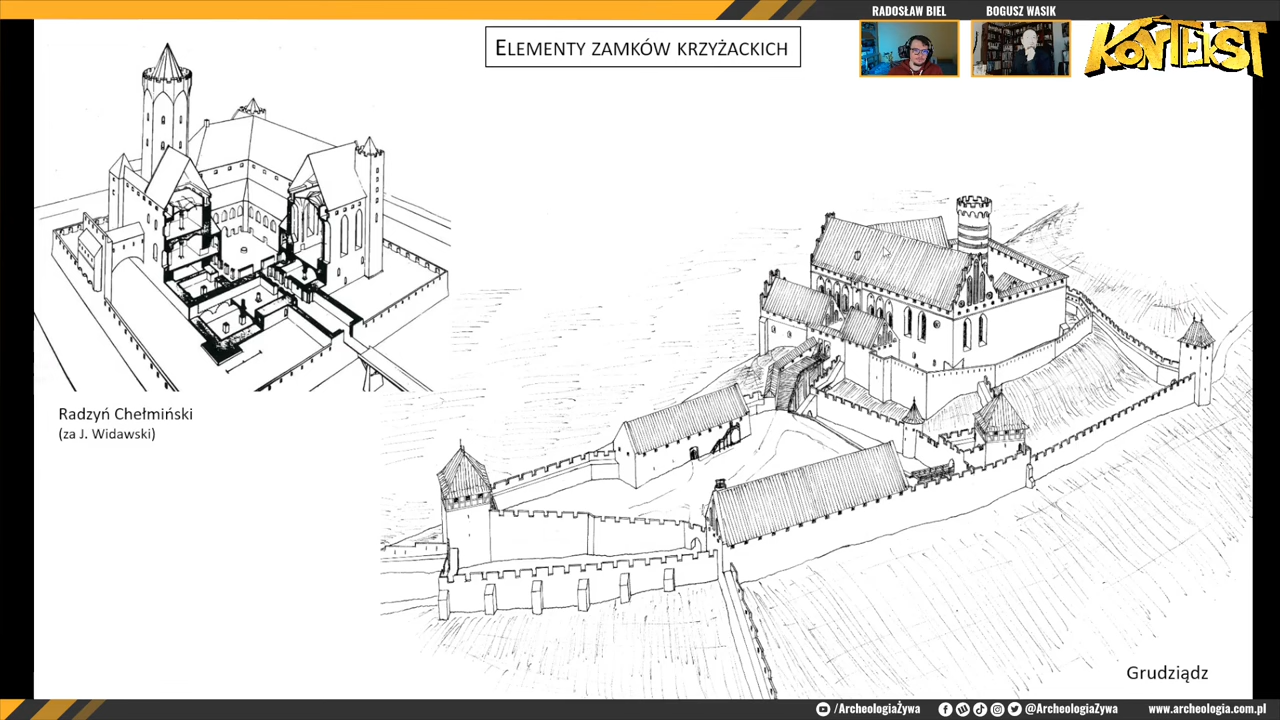 RADOSŁAW BIEL
BOGUSZ WASIK
KONTEKST
ELEMENTY ZAMKÓW KRZYŻACKICH
Radzyń Chełmiński
(za J. Widawski)
Grudziądz
/ArcheologiaŻywa
@ArcheologiaŻywa
www.archeologia.com.pl